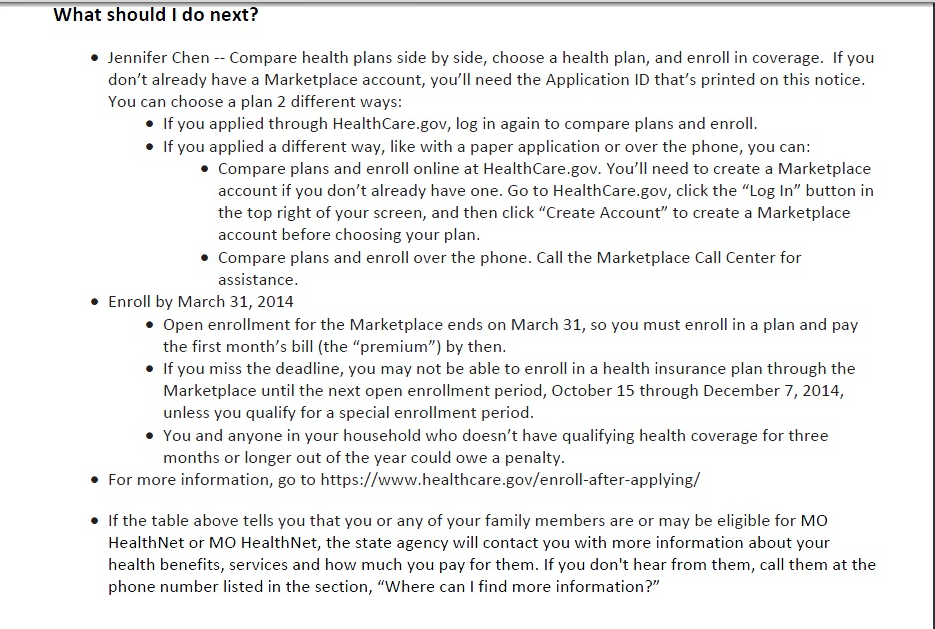 What should I do next?
• Jennifer Chen -- Compare health plans side by side, choose a health plan, and enroll in coverage.  If you
don’t already have a Marketplace account, you’ll need the Application ID that’s printed on this notice.
You can choose a plan 2 different ways:
• If you applied through HealthCare.gov, log in again to compare plans and enroll.
• If you applied a different way, like with a paper application or over the phone, you can:
• Compare plans and enroll online at HealthCare.gov. You’ll need to create a Marketplace
account if you don’t already have one. Go to HealthCare.gov, click the “Log In” button in
the top right of your screen, and then click “Create Account” to create a Marketplace
account before choosing your plan.
• Compare plans and enroll over the phone. Call the Marketplace Call Center for
assistance.
• Enroll by March 31, 2014
• Open enrollment for the Marketplace ends on March 31, so you must enroll in a plan and pay
the first month’s bill (the “premium”) by then.
• If you miss the deadline, you may not be able to enroll in a health insurance plan through the
Marketplace until the next open enrollment period, October 15 through December 7, 2014,
unless you qualify for a special enrollment period.
• You and anyone in your household who doesn’t have qualifying health coverage for three
months or longer out of the year could owe a penalty.
• For more information, go to https://www.healthcare.gov/enroll-after-applying/
• If the table above tells you that you or any of your family members are or may be eligible for MO
HealthNet or MO HealthNet, the state agency will contact you with more information about your
health benefits, services and how much you pay for them. If you don't hear from them, call them at the
phone number listed in the section, “Where can I find more information?”